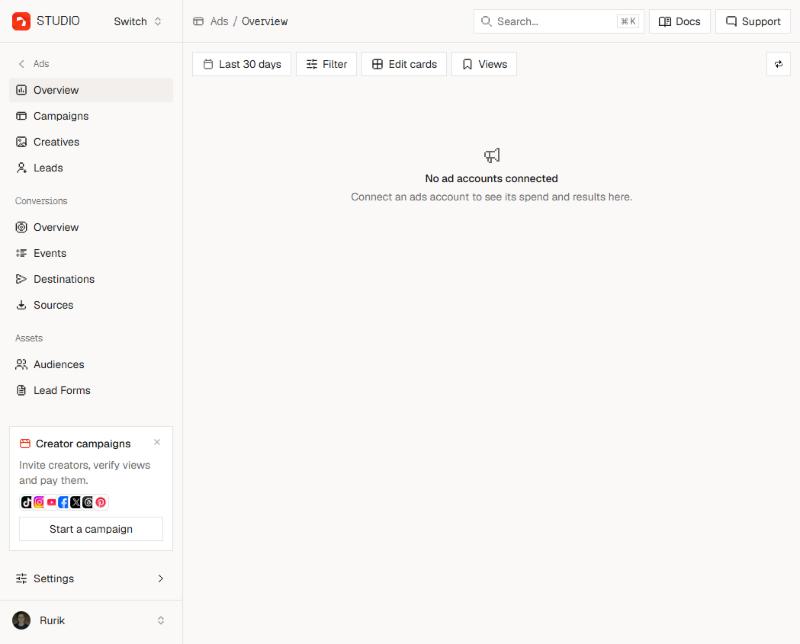 STUDIO
Switch
Ads / Overview
Search...
⌘ K
Docs
Support
Ads
Overview
Campaigns
Creatives
Leads
Conversions
Overview
Events
Destinations
Sources
Assets
Audiences
Lead Forms
Creator campaigns
Invite creators, verify views
and pay them.
Start a campaign
Settings
Rurik
Last 30 days
Filter
Edit cards
Views
No ad accounts connected
Connect an ads account to see its spend and results here.